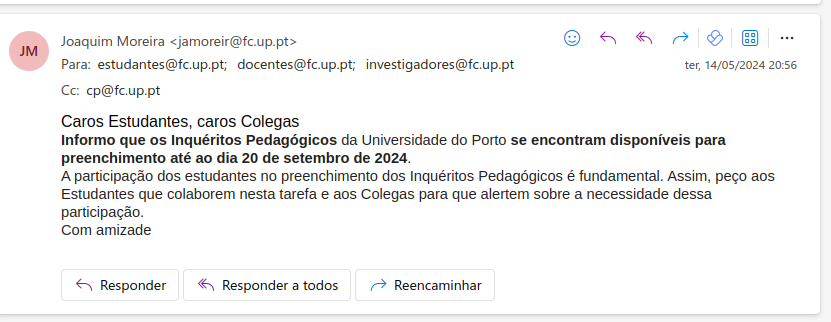 JM
Joaquim Moreira <jamoreir@fc.up.pt>
Para: estudantes@fc.up.pt; docentes@fc.up.pt; investigadores@fc.up.pt
ter, 14/05/2024 20:56
Cc: cp@fc.up.pt
Caros Estudantes, caros Colegas
Informo que os Inquéritos Pedagógicos da Universidade do Porto se encontram disponíveis para
preenchimento até ao dia 20 de setembro de 2024.
A participação dos estudantes no preenchimento dos Inquéritos Pedagógicos é fundamental. Assim, peço aos
Estudantes que colaborem nesta tarefa e aos Colegas para que alertem sobre a necessidade dessa
participação.
Com amizade
Responder
Responder a todos
Reencaminhar